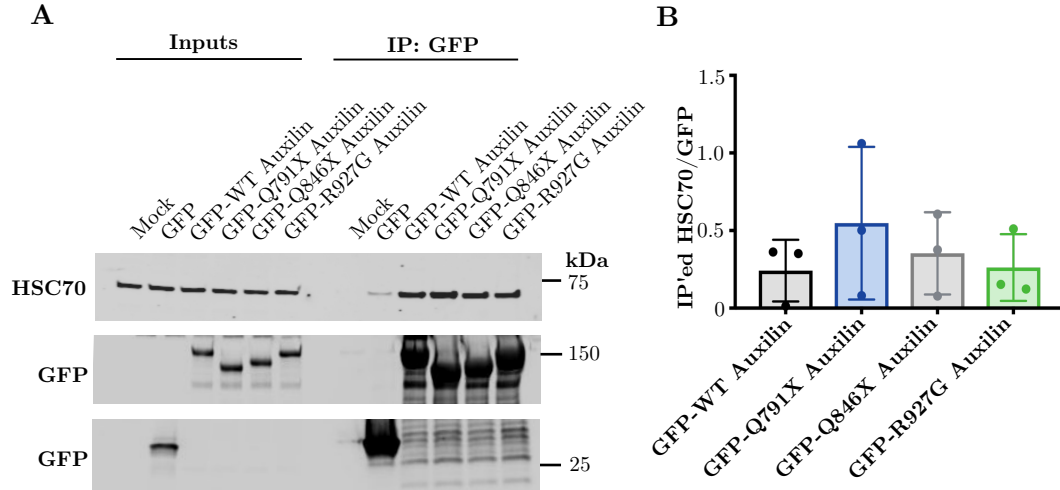 A
Inputs
IP: GFP
Mock
GFP
GFP-WT Auxilin
GFP-Q791X Auxilin
GFP-Q846X Auxilin
GFP-R927G Auxilin
Mock
GFP
GFP-WT Auxilin
GFP-Q791X Auxilin
GFP-Q846X Auxilin
GFP-R927G Auxilin
kDa
HSC70
75
GFP
150
GFP
25
B
IP'ed HSC70/GFP
1.5
1.0
0.5
0
GFP-WT Auxilin
GFP-Q791X Auxilin
GFP-Q846X Auxilin
GFP-R927G Auxilin